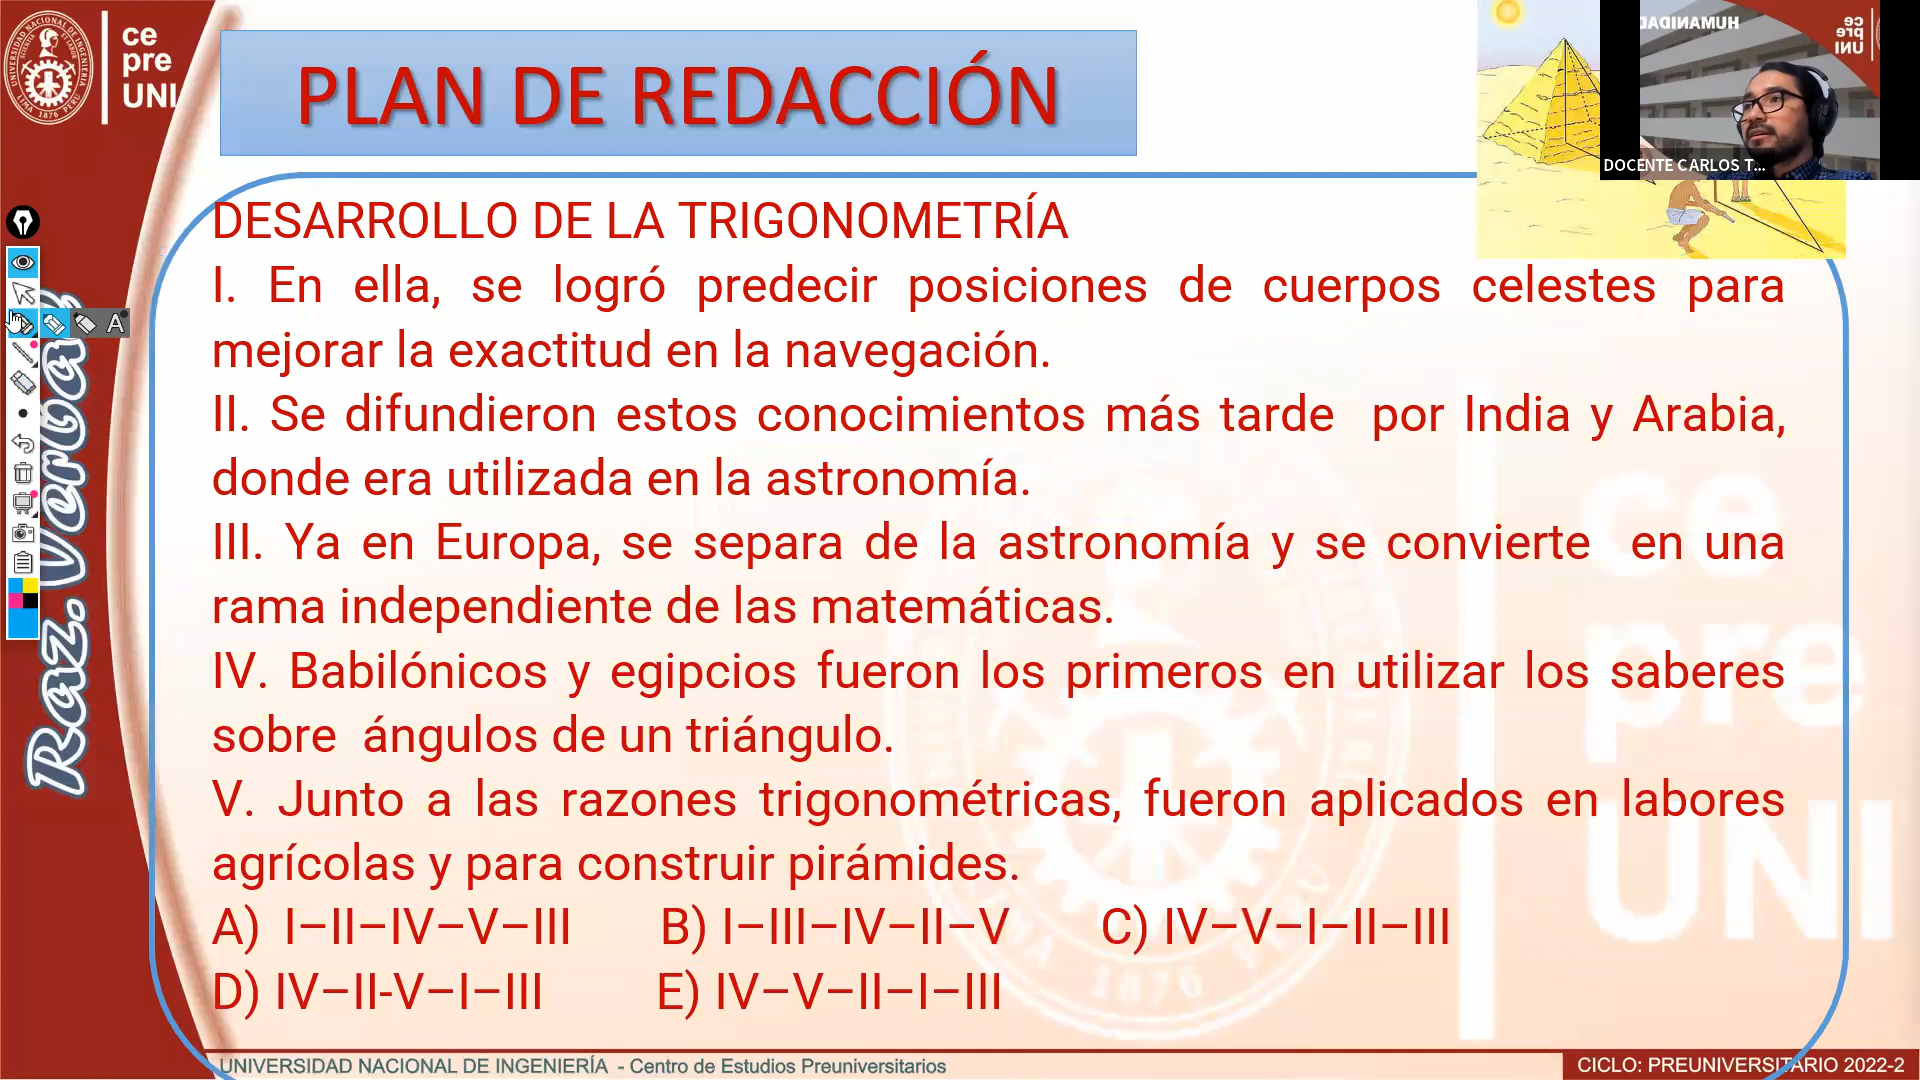 ce
pre
UNI
PLAN DE REDACCIÓN
DOCENTE CARLOS T...
DESARROLLO DE LA TRIGONOMETRÍA
I. En ella, se logró predecir posiciones de cuerpos celestes para
mejorar la exactitud en la navegación.
II. Se difundieron estos conocimientos más tarde por India y Arabia,
donde era utilizada en la astronomía.
III. Ya en Europa, se separa de la astronomía y se convierte en una
rama independiente de las matemáticas.
IV. Babilónicos y egipcios fueron los primeros en utilizar los saberes
sobre ángulos de un triángulo.
V. Junto a las razones trigonométricas, fueron aplicados en labores
agrícolas y para construir pirámides.
A) I–II–IV–V–III B) I–III–IV–II–V C) IV–V–I–II–III
D) IV–II-V–I–III E) IV–V–II–I–III
Raz. Verbal
ce
pre
UNI
1876
UNIVERSIDAD NACIONAL DE INGENIERÍA - Centro de Estudios Preuniversitarios
CICLO: PREUNIVERSITARIO 2022-2